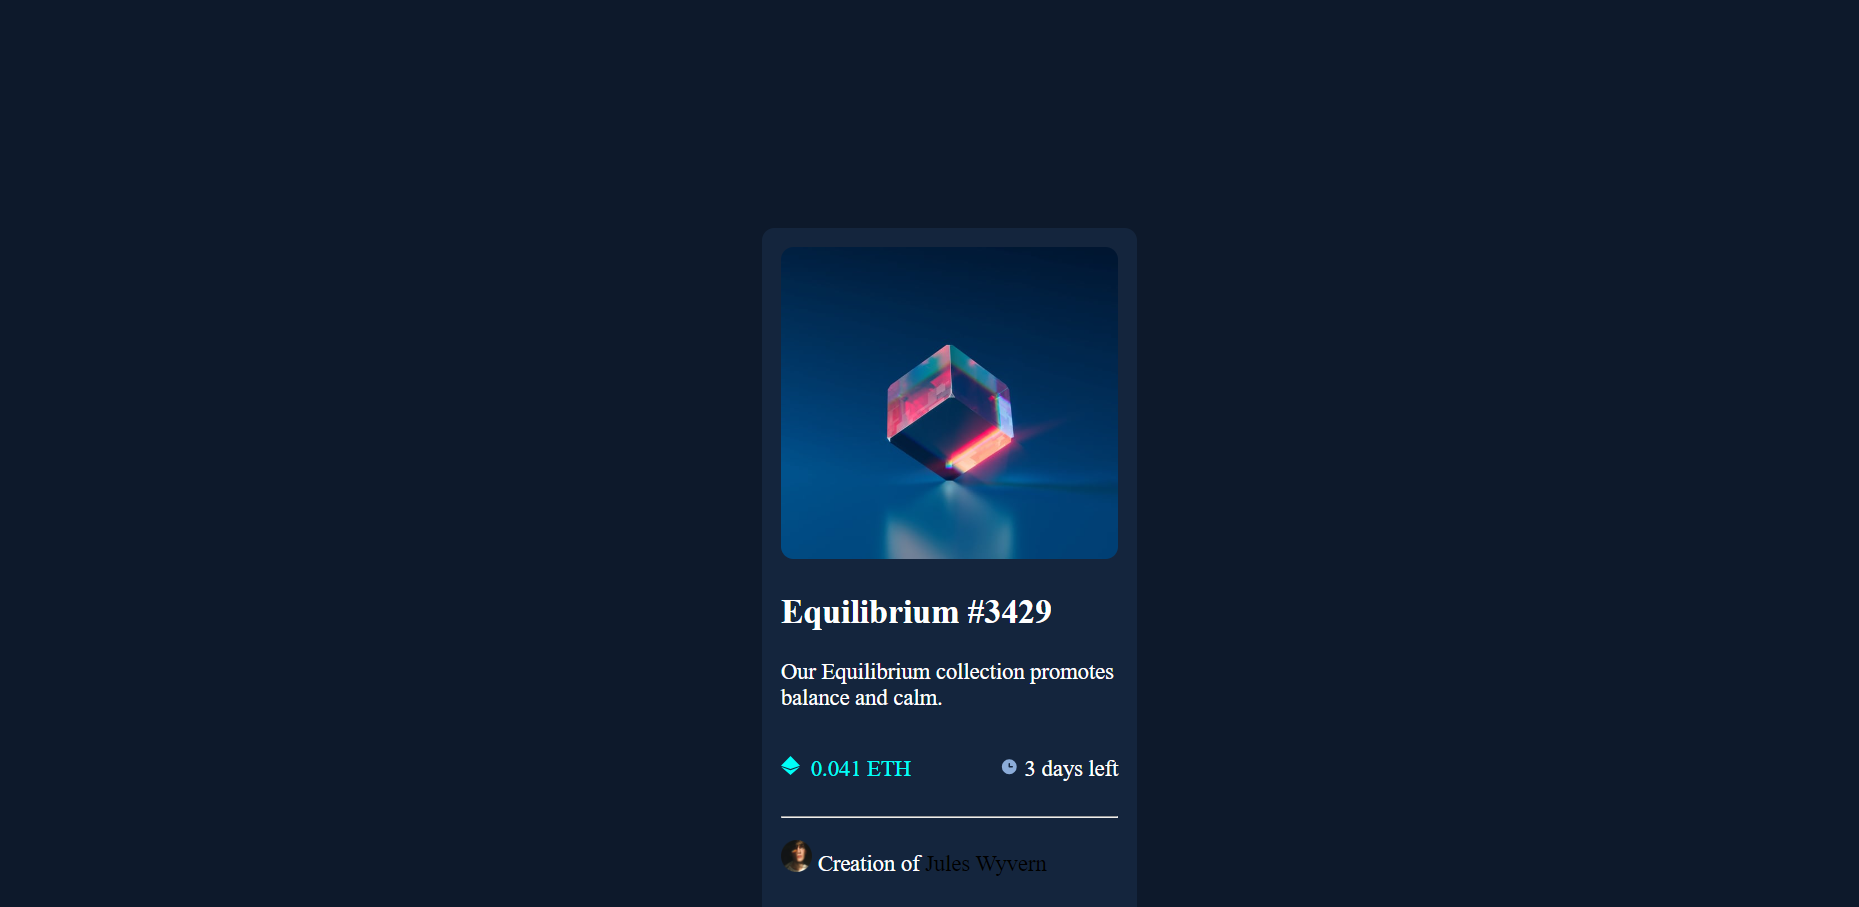 Equilibrium #3429
Our Equilibrium collection promotes
balance and calm.
0.041 ETH
3 days left
Creation of Jules Wyvern